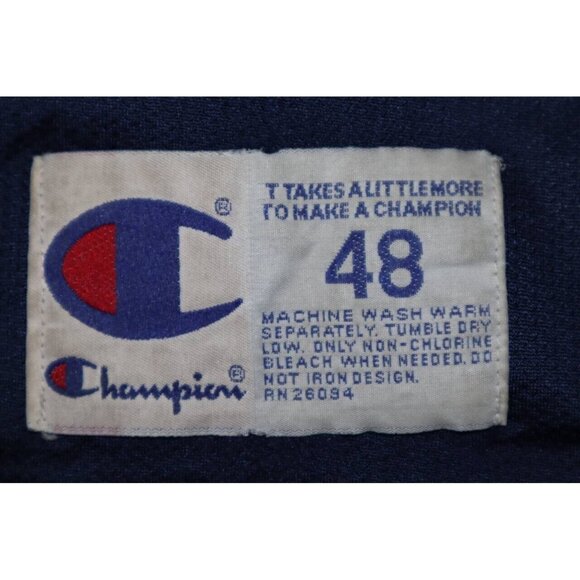 ®
Champion®
T TAKES A LITTLE MORE
TO MAKE A CHAMPION
48
MACHINE WASH WARM
SEPARATELY. TUMBLE DRY
LOW. ONLY NON-CHLORINE
BLEACH WHEN NEEDED. DO
NOT IRON DESIGN.
RN 26094